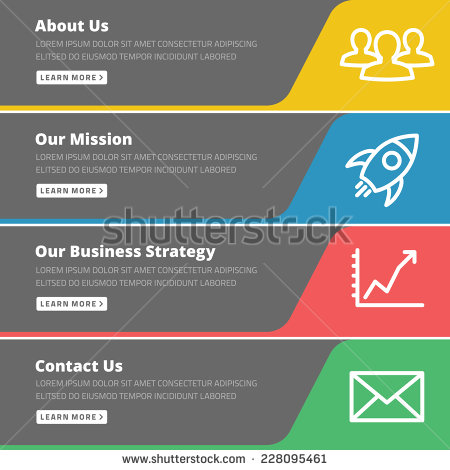 About Us
LOREM IPSUM DOLOR SIT AMET CONSECTETUR ADIPISCING
ELITSED EM TEMPOR INCIDIDUNT LABORED
LEARN MORE >
Our Mission
LOREM IPSUM DOLOR SIT AMET CONSECTETUR ADIPISCING
ELITSED DO EIUSMOD TEMPOR INCIDIDUNT LABORED
LEARN MORE >
shutterstock
Our Business Strategy
LOREM IPSUM DOLOR SIT AMET CONSECTETUR ADIPISCING
ELITSED DO EIUSMOD TEMPOR INCIDIDUNT LABORED
LEARN MORE >
Contact Us
LOREM IPSUM DOLOR SIT AMET CONSECTETUR ADIPISCING
ELITSED DO EIUSMOD TEMPOR INCIDIDUNT LABORED
LEARN MORE >
www.shutterstock.com · 228095461